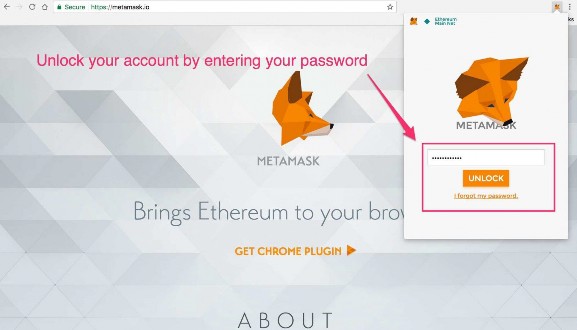 Secure https://metamask.io
Ethereum
Main Net
Unlock your account by entering your password
METAMASK
••••••••••••
UNLOCK
I forgot my password.
METAMASK
Brings Ethereum to your brow
GET CHROME PLUGIN
ABOUT